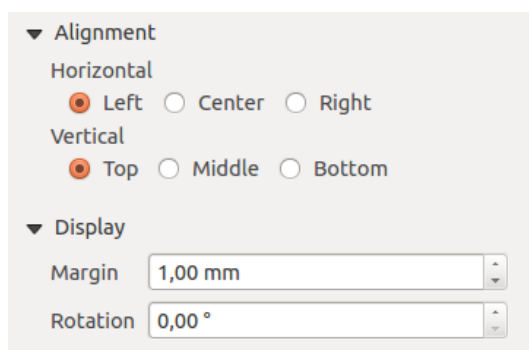 Alignment
Horizontal
Left Center Right
Vertical
Top Middle Bottom
Display
Margin 1,00 mm
Rotation 0,00 °